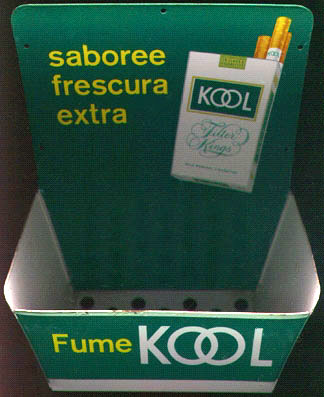 saboree
frescura
extra
KOOL
Filter
Kings
Fume KOOL